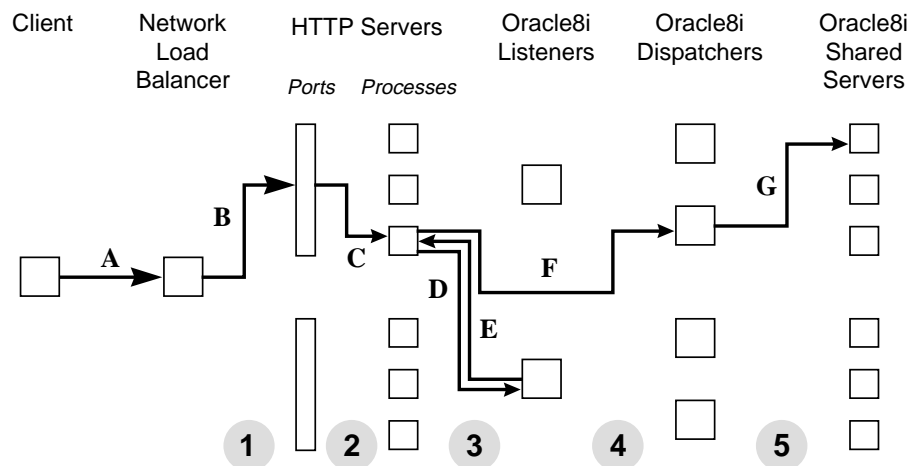 Client
Network
Load
Balancer
HTTP Servers
Ports
Processes
Oracle8i
Listeners
Oracle8i
Dispatchers
Oracle8i
Shared
Servers
A
B
C
D
E
F
G
1
2
3
4
5